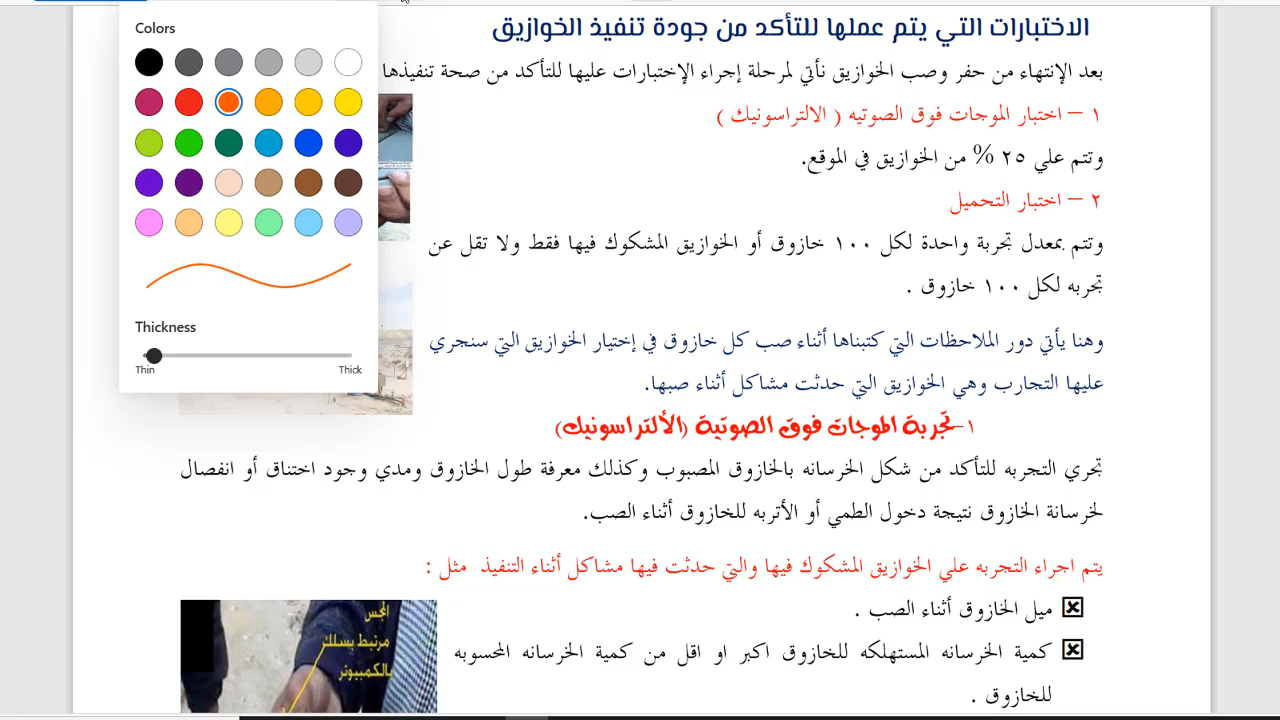 Colors
Thickness
Thin
Thick
الاختبارات التي يتم عملها للتأكد من جودة تنفيذ الخوازيق
بعد الإنتهاء من حفر وصب الخوازيق نأتي لمرحلة إجراء الإختبارات عليها للتأكد من صحة تنفيذها
١ – اختبار الموجات فوق الصوتيه ( الالتراسونيك )
وتتم علي ٢٥ % من الخوازيق في الموقع.
٢ – اختبار التحميل
وتتم بمعدل تجربة واحدة لكل ١٠٠ خازوق أو الخوازيق المشكوك فيها فقط ولا تقل عن
تجربه لكل ١٠٠ خازوق .
وهنا يأتي دور الملاحظات التي كتبناها أثناء صب كل خازوق في إختيار الخوازيق التي سنجري
عليها التجارب وهي الخوازيق التي حدثت مشاكل أثناء صبها.
١-تجربة الموجات فوق الصوتية (الألتراسونيك)
تجري التجربه للتأكد من شكل الخرسانه بالخازوق المصبوب وكذلك معرفة طول الخازوق ومدي وجود اختناق أو انفصال
لخرسانة الخازوق نتيجة دخول الطمي أو الأتربه للخازوق أثناء الصب.
يتم اجراء التجربه علي الخوازيق المشكوك فيها والتي حدثت فيها مشاكل أثناء التنفيذ مثل :
ميل الخازوق أثناء الصب .
كمية الخرسانه المستهلكه للخازوق اكبر او اقل من كمية الخرسانه المحسوبه
للخازوق .
المجس
مرتبط بسلك
بالكمبيوتر